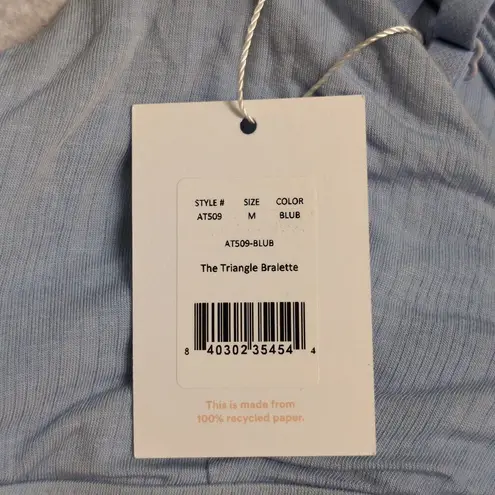 STYLE # SIZE COLOR
AT509 M BLUB
AT509-BLUB
The Triangle Bralette
8 40302 35454 4
This is made from
100% recycled paper.